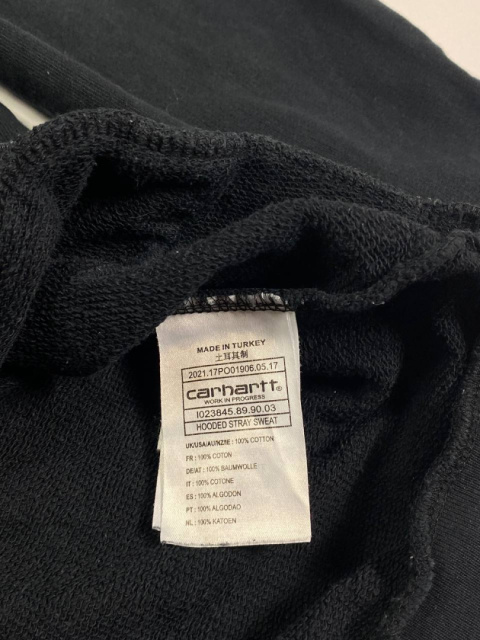 MADE IN TURKEY
土耳其制
2021.17PO01906.05.17
carhartt®
WORK IN PROGRESS
I023845.89.90.03
HOODED STRAY SWEAT
UK/USA/AU/NZ/IE : 100% COTTON
FR : 100% COTON
DE/AT : 100% BAUMWOLLE
IT : 100% COTONE
ES : 100% ALGODON
PT : 100% ALGODAO
NL : 100% KATOEN